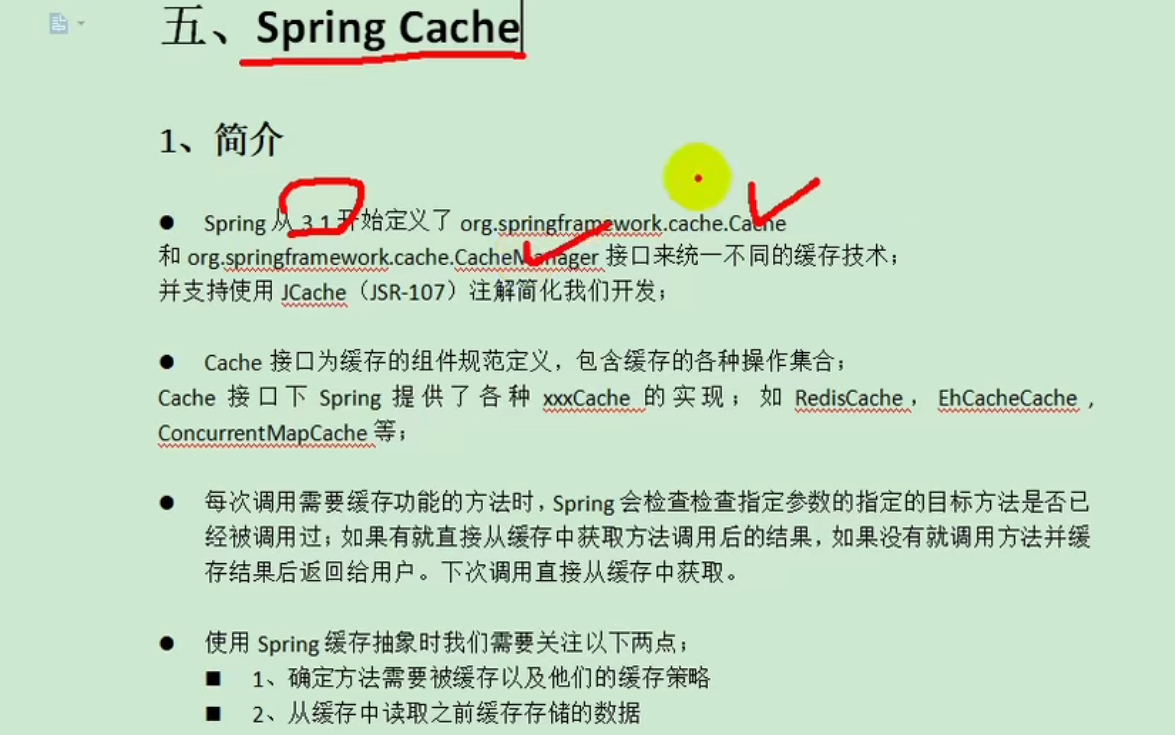 五、Spring Cache
1、简介
● Spring 从 3.1 开始定义了 org.springframework.cache.Cache
和 org.springframework.cache.CacheManager 接口来统一不同的缓存技术；
并支持使用 JCache（JSR-107）注解简化我们开发；
● Cache 接口为缓存的组件规范定义，包含缓存的各种操作集合；
Cache 接口下 Spring 提供了各种 xxxCache 的实现；如 RedisCache，EhCacheCache ,
ConcurrentMapCache 等；
● 每次调用需要缓存功能的方法时，Spring 会检查检查指定参数的指定的目标方法是否已
经被调用过；如果有就直接从缓存中获取方法调用后的结果，如果没有就调用方法并缓
存结果后返回给用户。下次调用直接从缓存中获取。
● 使用 Spring 缓存抽象时我们需要关注以下两点；
■ 1、确定方法需要被缓存以及他们的缓存策略
■ 2、从缓存中读取之前缓存存储的数据